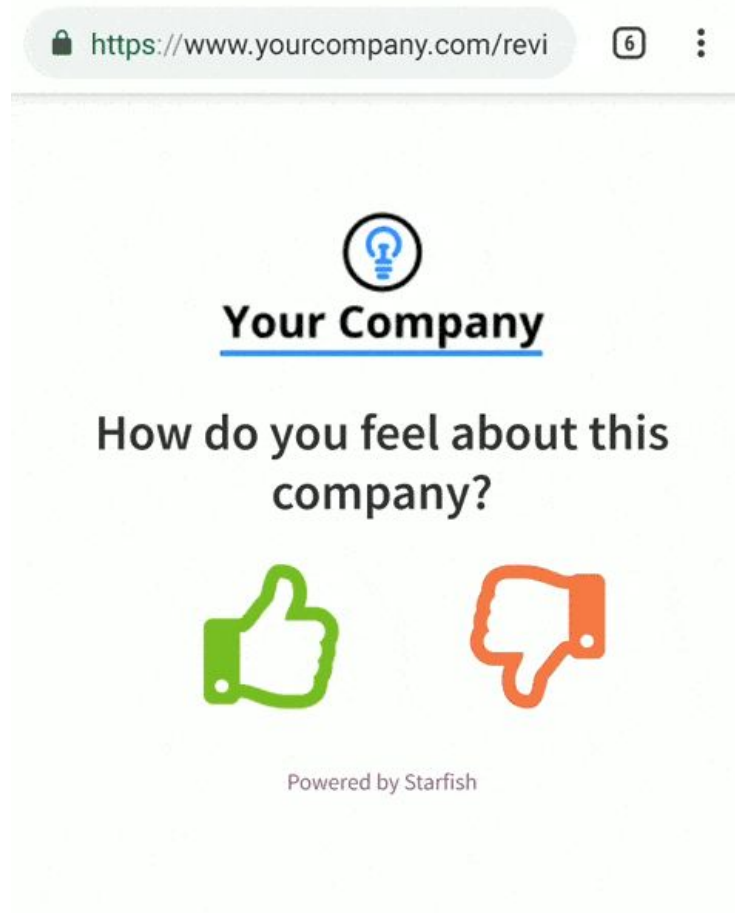 https://www.yourcompany.com/revi
6
Your Company
How do you feel about this
company?
Powered by Starfish